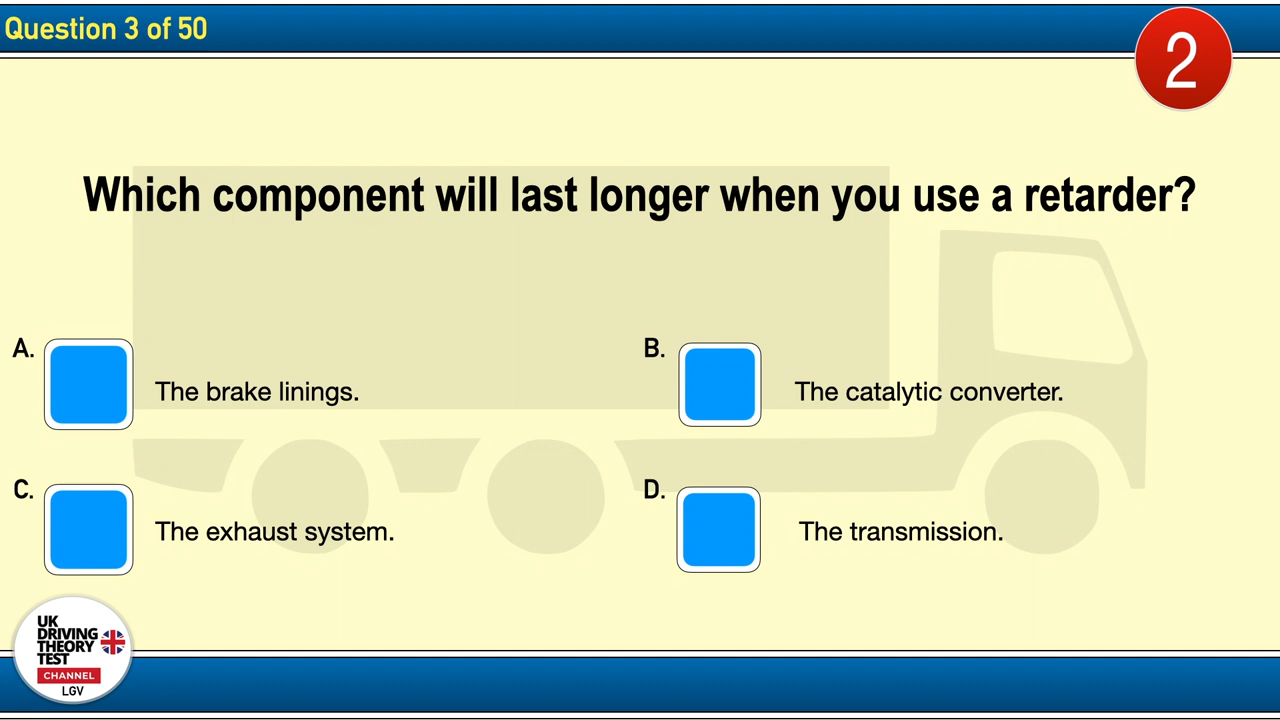 Question 3 of 50
2
Which component will last longer when you use a retarder?
A.
The brake linings.
B.
The catalytic converter.
C.
The exhaust system.
D.
The transmission.
UK
DRIVING
THEORY
TEST
CHANNEL
LGV